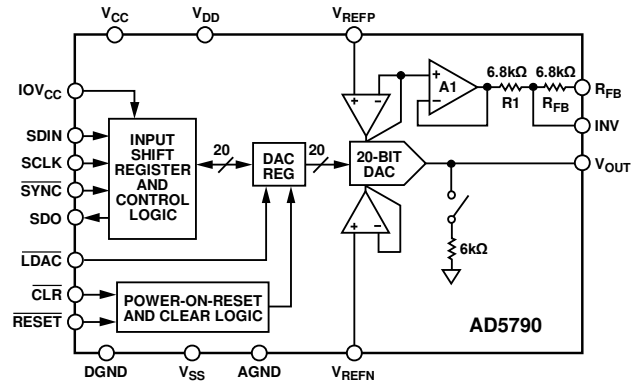 VCC
VDD
VREFP
IOVCC
SDIN
SCLK
SYNC
SDO
LDAC
CLR
RESET
INPUT
SHIFT
REGISTER
AND
CONTROL
LOGIC
20
DAC
REG
20
20-BIT
DAC
+
−
+
−
A1
6.8kΩ
R1
6.8kΩ
RFB
RFB
INV
VOUT
+
−
6kΩ
POWER-ON-RESET
AND CLEAR LOGIC
AD5790
DGND
VSS
AGND
VREFN